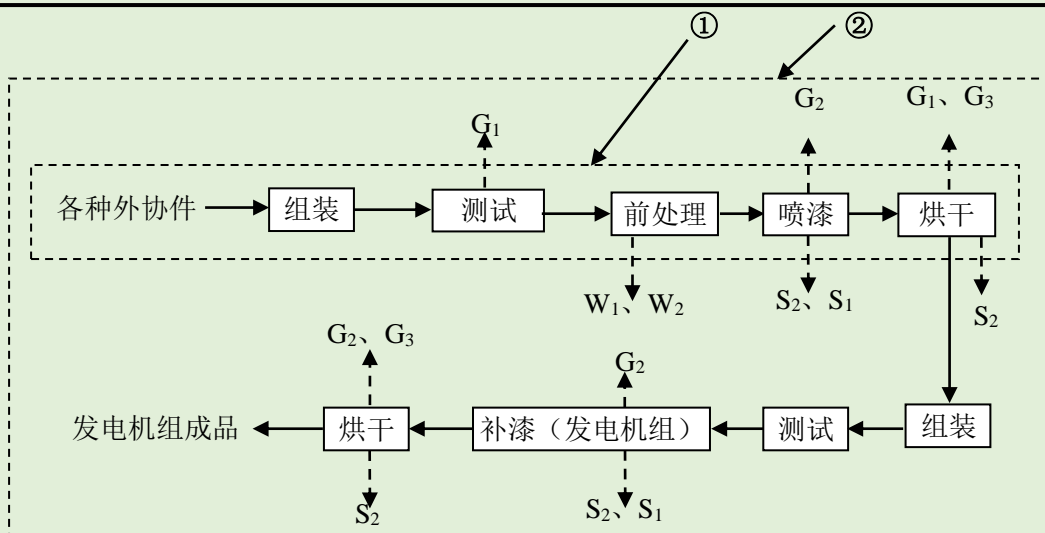 ① ②
G₂ G₁、G₃
G₁
各种外协件 组装 测试 前处理 喷漆 烘干
W₁、W₂ S₂、S₁ S₂
G₂、G₃ G₂
发电机组成品 烘干 补漆（发电机组） 测试 组装
S₂ S₂、S₁